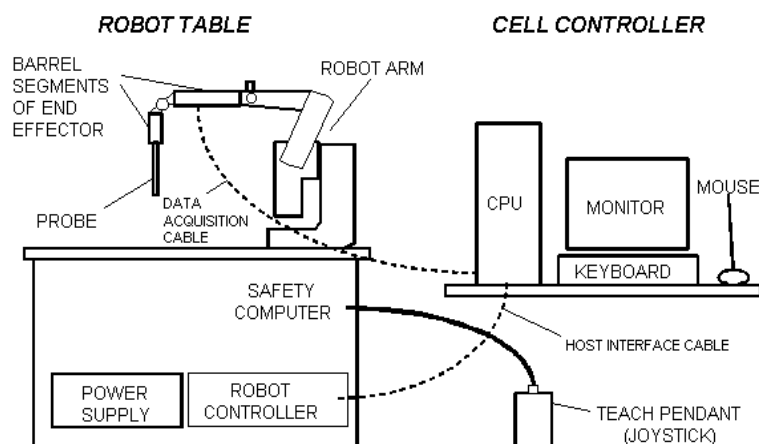 ROBOT TABLE
CELL CONTROLLER
BARREL
SEGMENTS
OF END
EFFECTOR
ROBOT ARM
PROBE
DATA
ACQUISITION
CABLE
CPU
MONITOR
MOUSE
KEYBOARD
SAFETY
COMPUTER
HOST INTERFACE CABLE
POWER
SUPPLY
ROBOT
CONTROLLER
TEACH PENDANT
(JOYSTICK)